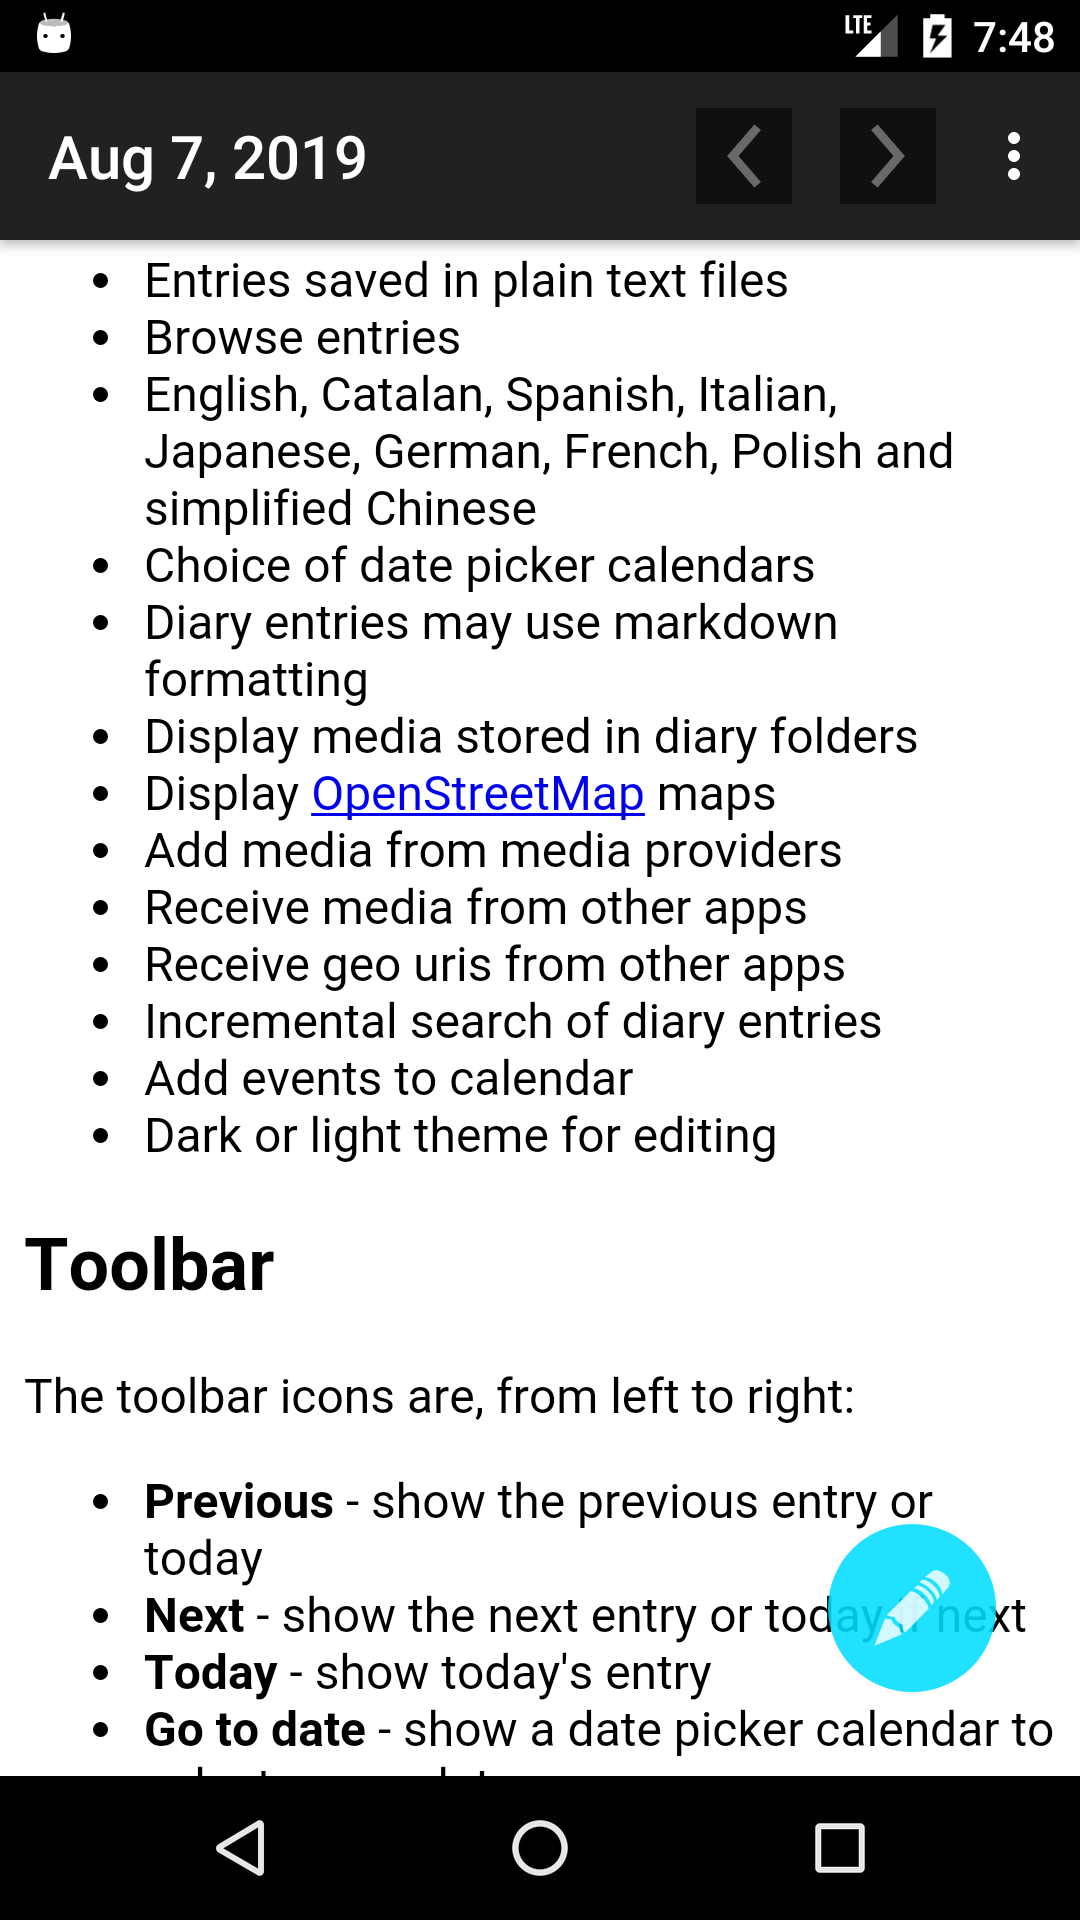 LTE 7:48
Aug 7, 2019
• Entries saved in plain text files
• Browse entries
• English, Catalan, Spanish, Italian,
Japanese, German, French, Polish and
simplified Chinese
• Choice of date picker calendars
• Diary entries may use markdown
formatting
• Display media stored in diary folders
• Display OpenStreetMap maps
• Add media from media providers
• Receive media from other apps
• Receive geo uris from other apps
• Incremental search of diary entries
• Add events to calendar
• Dark or light theme for editing
Toolbar
The toolbar icons are, from left to right:
• Previous - show the previous entry or
today
• Next - show the next entry or today if next
• Today - show today's entry
• Go to date - show a date picker calendar to